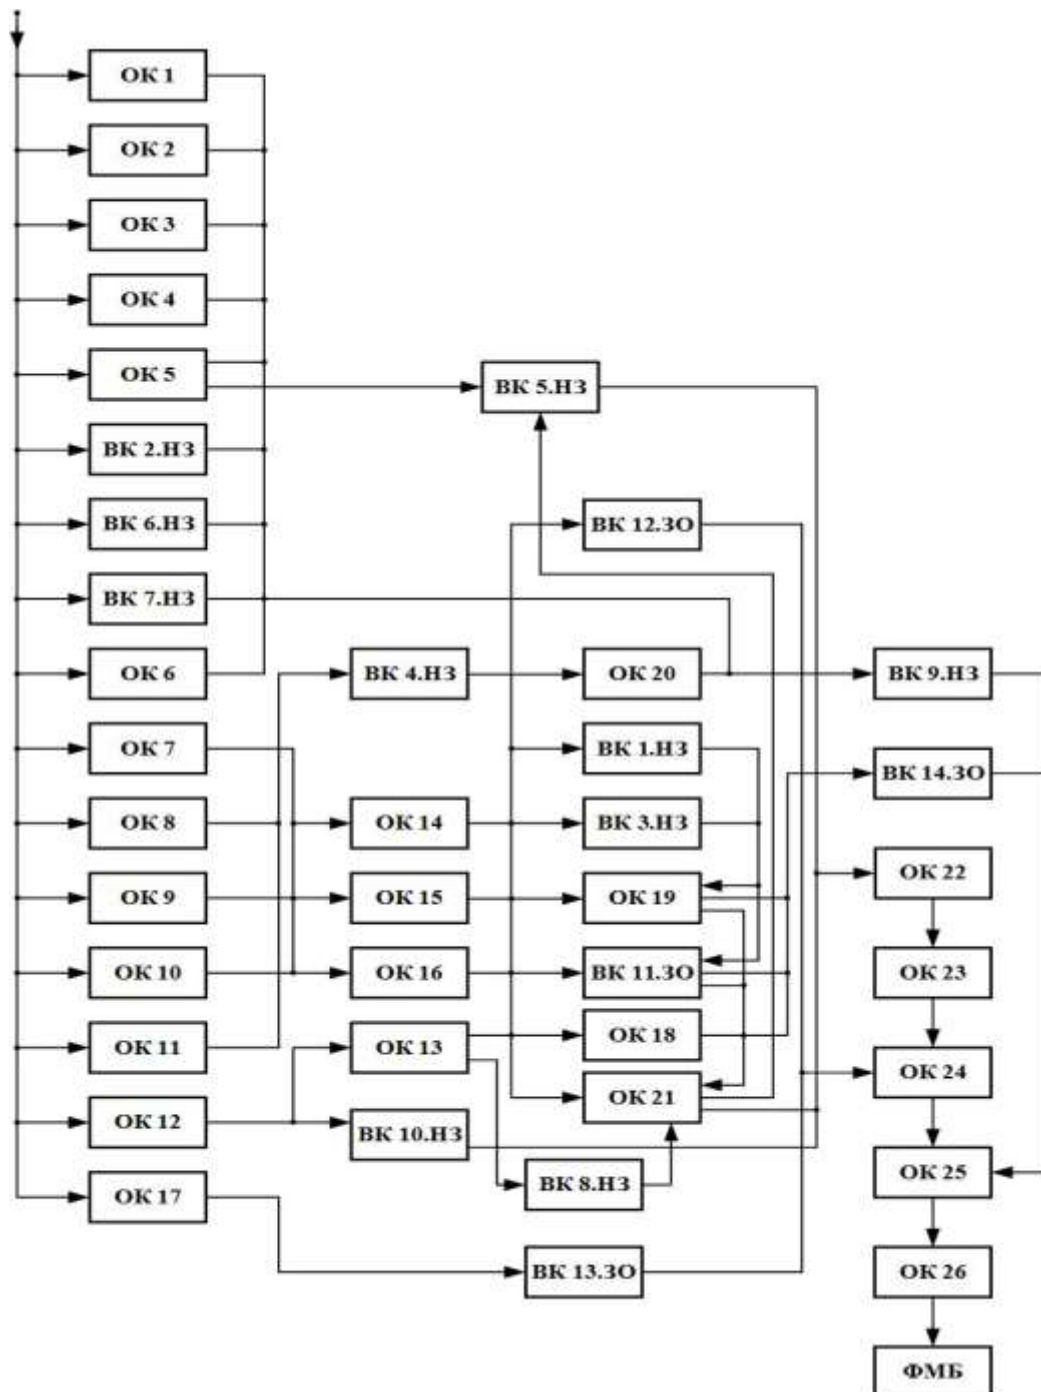 ОК 1
ОК 2
ОК 3
ОК 4
ОК 5
ВК 5.НЗ
ВК 2.НЗ
ВК 6.НЗ
ВК 12.ЗО
ВК 7.НЗ
ОК 6
ВК 4.НЗ
ОК 20
ВК 9.НЗ
ОК 7
ВК 1.НЗ
ВК 14.ЗО
ОК 8
ОК 14
ВК 3.НЗ
ОК 22
ОК 9
ОК 15
ОК 19
ОК 10
ОК 16
ВК 11.ЗО
ОК 23
ОК 11
ОК 13
ОК 18
ОК 24
ОК 21
ОК 12
ВК 10.НЗ
ОК 25
ВК 8.НЗ
ОК 17
ВК 13.ЗО
ОК 26
ФМБ